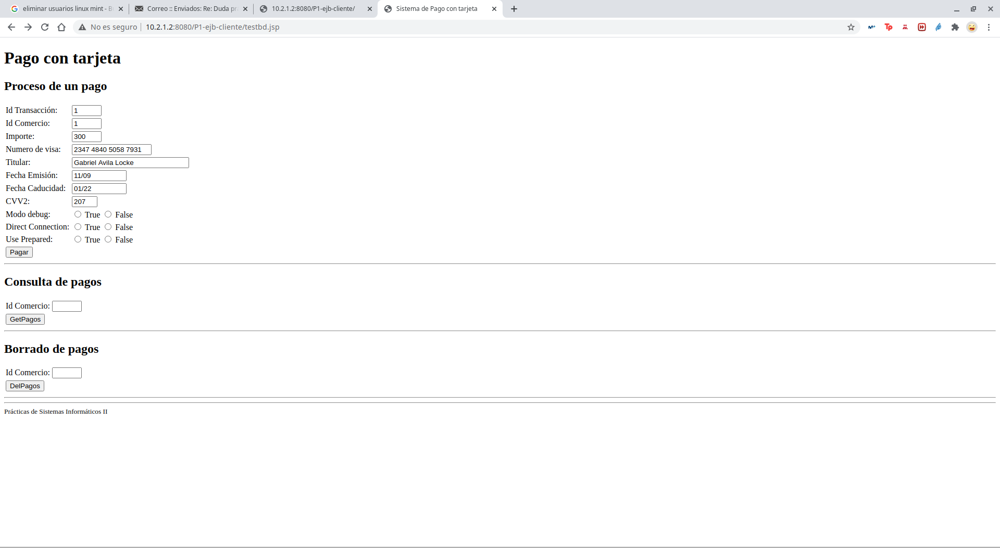 eliminar usuarios linux mint - B
Correo :: Enviados: Re: Duda pr
10.2.1.2:8080/P1-ejb-cliente/
Sistema de Pago con tarjeta
No es seguro
10.2.1.2:8080/P1-ejb-cliente/testbd.jsp
Pago con tarjeta
Proceso de un pago
Id Transacción: 1
Id Comercio: 1
Importe: 300
Numero de visa: 2347 4840 5058 7931
Titular: Gabriel Avila Locke
Fecha Emisión: 11/09
Fecha Caducidad: 01/22
CVV2: 207
Modo debug: True False
Direct Connection: True False
Use Prepared: True False
Pagar
Consulta de pagos
Id Comercio:
GetPagos
Borrado de pagos
Id Comercio:
DelPagos
Prácticas de Sistemas Informáticos II